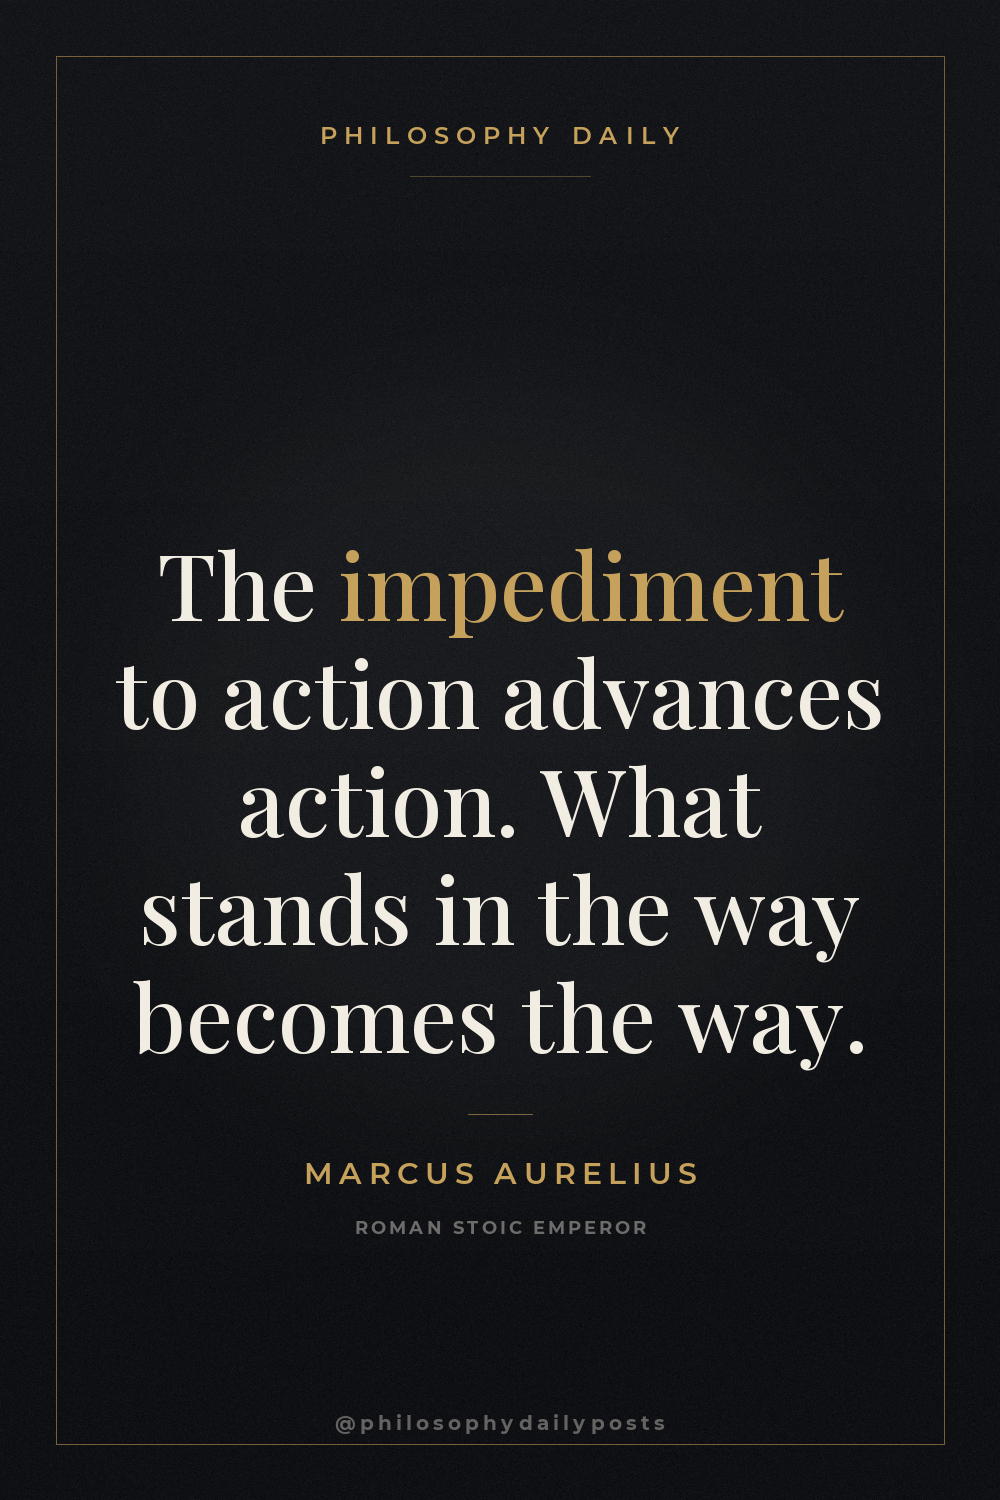 PHILOSOPHY DAILY
The impediment
to action advances
action. What
stands in the way
becomes the way.
MARCUS AURELIUS
ROMAN STOIC EMPEROR
@philosophydailyposts